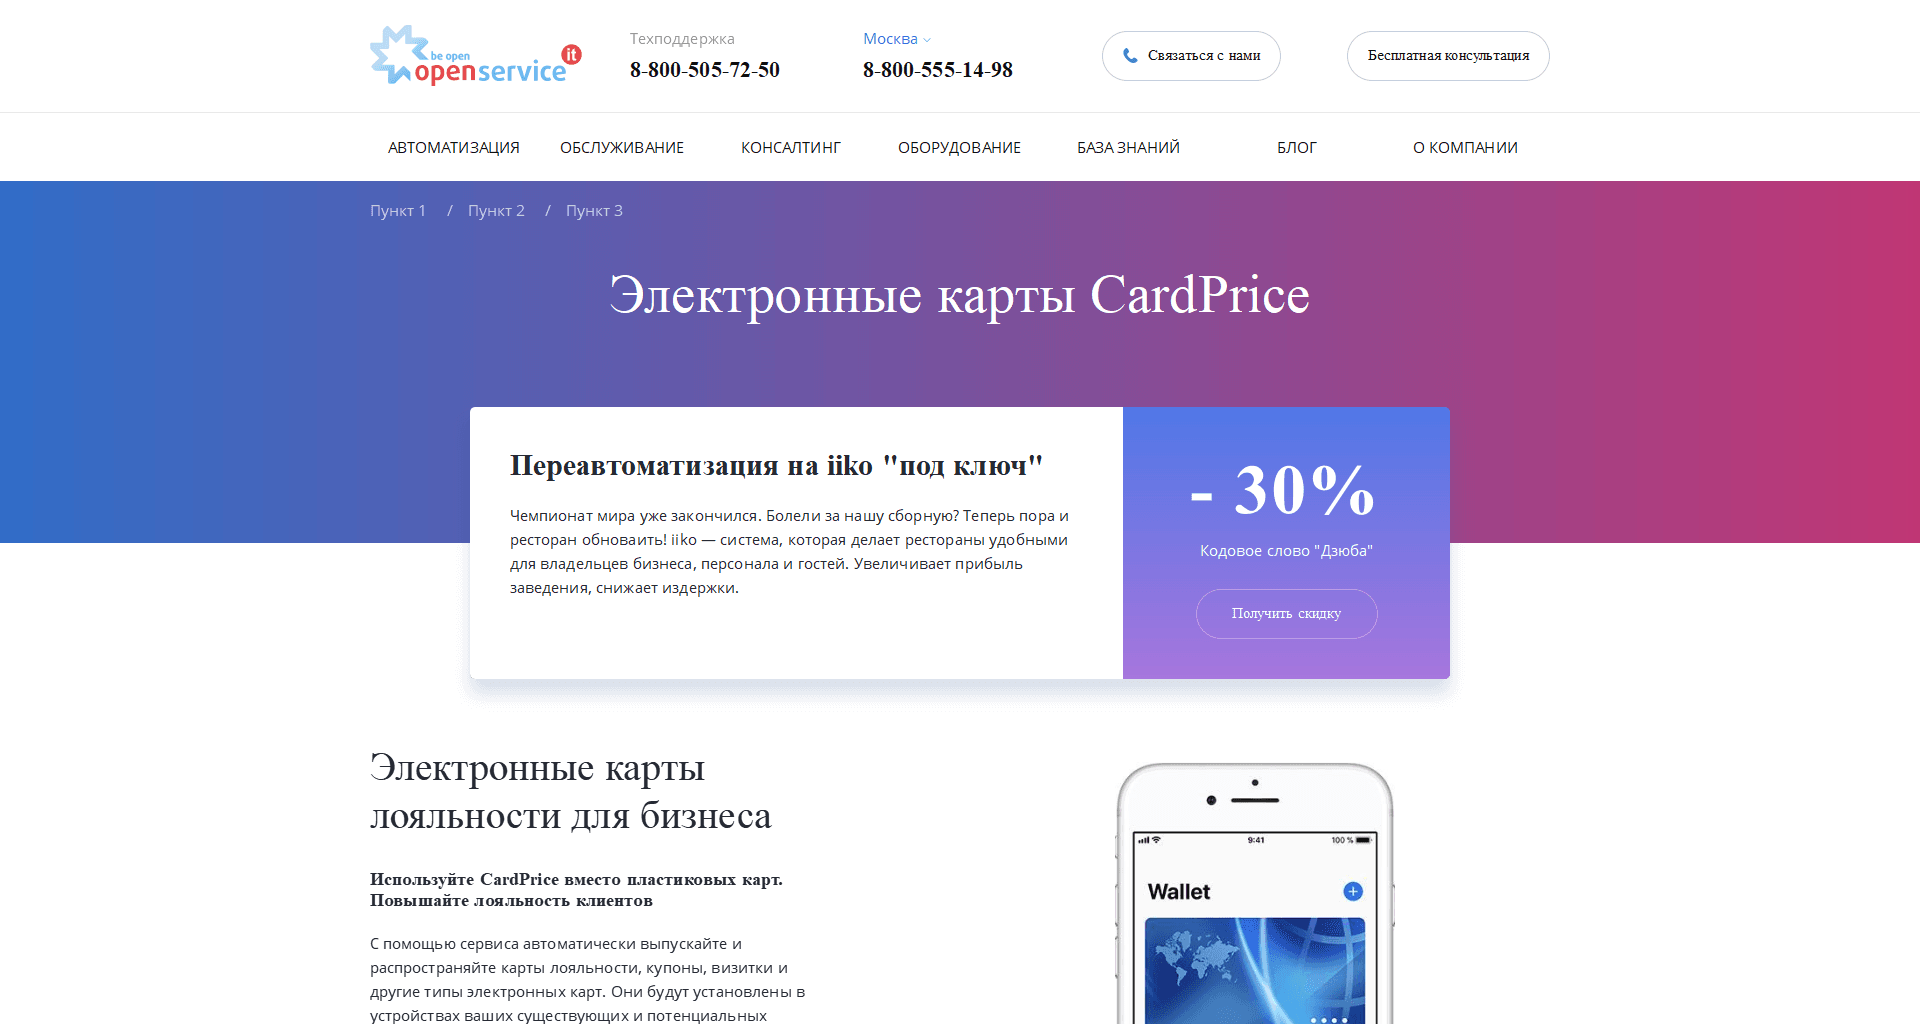 be open
openservice it
Техподдержка
8-800-505-72-50
Москва
8-800-555-14-98
Связаться с нами
Бесплатная консультация
АВТОМАТИЗАЦИЯ ОБСЛУЖИВАНИЕ КОНСАЛТИНГ ОБОРУДОВАНИЕ БАЗА ЗНАНИЙ БЛОГ О КОМПАНИИ
Пункт 1 / Пункт 2 / Пункт 3
Электронные карты CardPrice
Переавтоматизация на iiko "под ключ"
Чемпионат мира уже закончился. Болели за нашу сборную? Теперь пора и
ресторан обноваить! iiko — система, которая делает рестораны удобными
для владельцев бизнеса, персонала и гостей. Увеличивает прибыль
заведения, снижает издержки.
- 30%
Кодовое слово "Дзюба"
Получить скидку
Электронные карты
лояльности для бизнеса
Используйте CardPrice вместо пластиковых карт.
Повышайте лояльность клиентов
С помощью сервиса автоматически выпускайте и
распространяйте карты лояльности, купоны, визитки и
другие типы электронных карт. Они будут установлены в
устройствах ваших существующих и потенциальных
9:41 100 %
Wallet